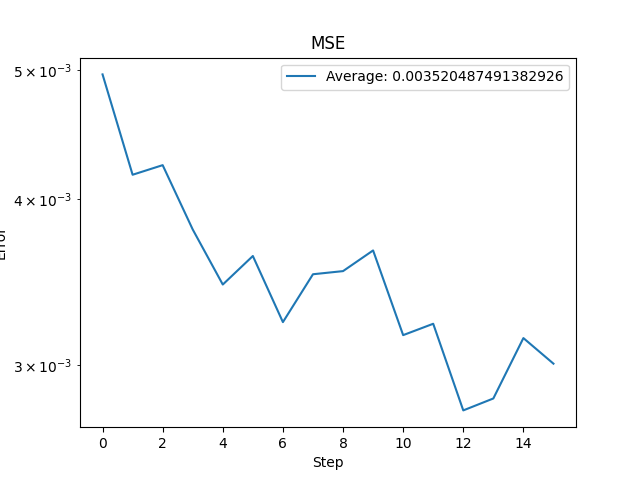 MSE
Average: 0.003520487491382926
5 × 10⁻³
4 × 10⁻³
3 × 10⁻³
Error
0 2 4 6 8 10 12 14
Step